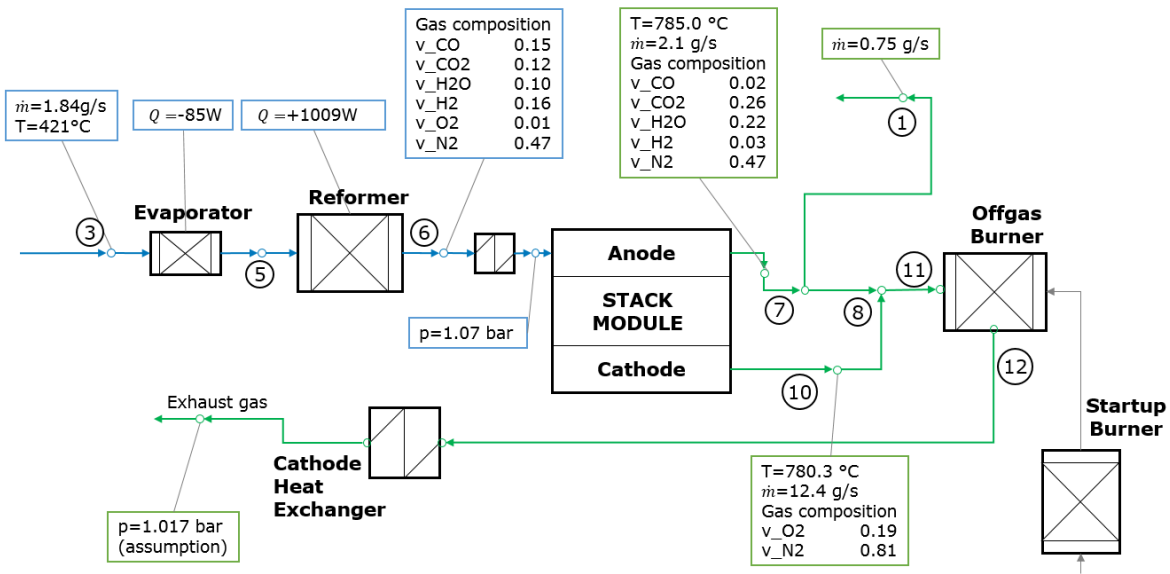 Gas composition
v_CO 0.15
v_CO2 0.12
v_H2O 0.10
v_H2 0.16
v_O2 0.01
v_N2 0.47
T=785.0 °C
ṁ=2.1 g/s
Gas composition
v_CO 0.02
v_CO2 0.26
v_H2O 0.22
v_H2 0.03
v_N2 0.47
ṁ=0.75 g/s
ṁ=1.84g/s
T=421°C
Q =-85W
Q =+1009W
1
Evaporator
Reformer
3
5
6
Offgas
Burner
Anode
STACK
MODULE
Cathode
7
8
11
10
12
p=1.07 bar
Exhaust gas
Cathode
Heat
Exchanger
p=1.017 bar
(assumption)
Startup
Burner
T=780.3 °C
ṁ=12.4 g/s
Gas composition
v_O2 0.19
v_N2 0.81